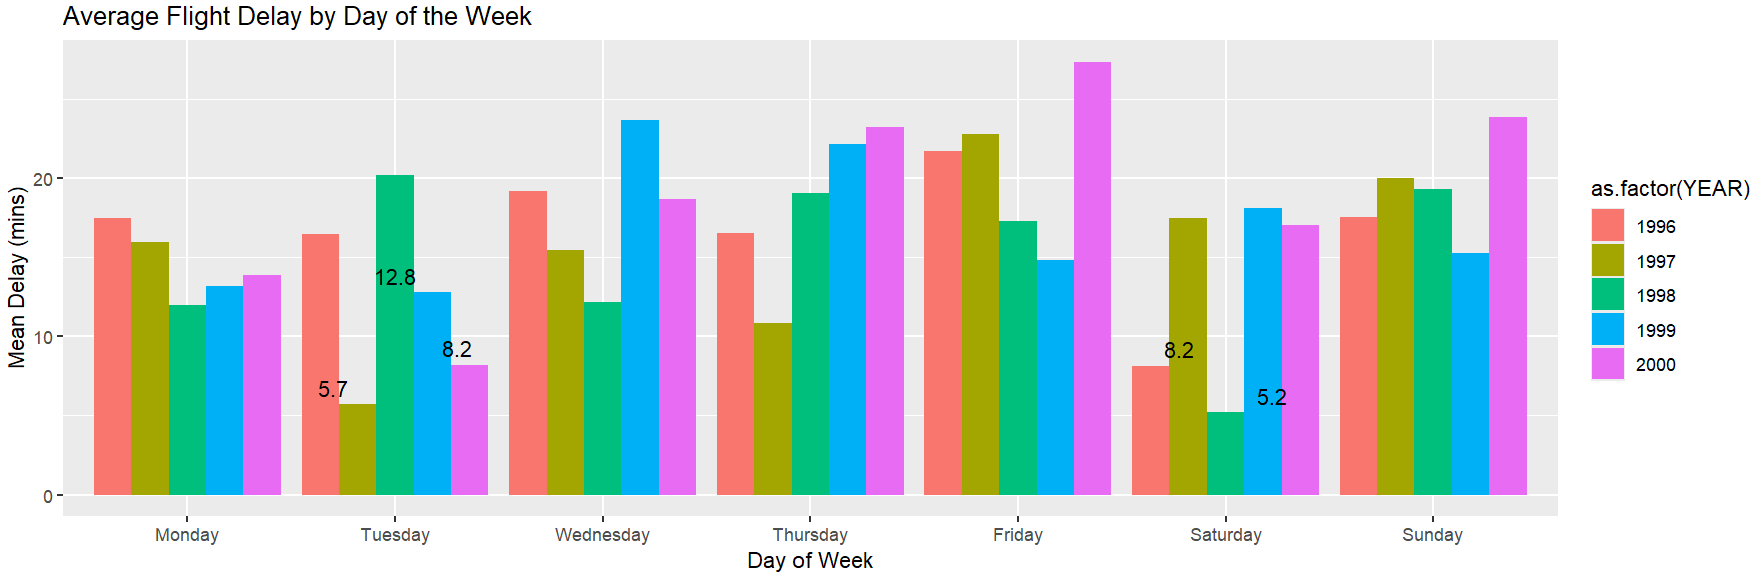 Average Flight Delay by Day of the Week
Mean Delay (mins)
20
10
0
12.8
8.2
5.7
8.2
5.2
Monday
Tuesday
Wednesday
Thursday
Friday
Saturday
Sunday
Day of Week
as.factor(YEAR)
1996
1997
1998
1999
2000